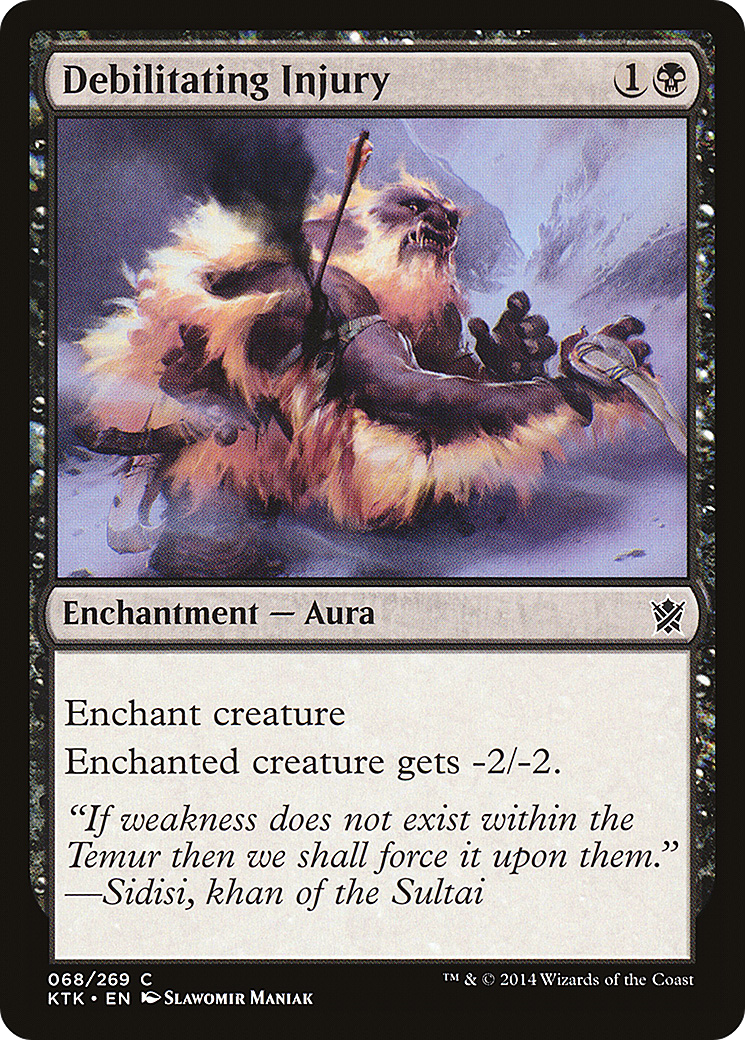 Debilitating Injury 1
Enchantment — Aura
Enchant creature
Enchanted creature gets -2/-2.
“If weakness does not exist within the
Temur then we shall force it upon them.”
—Sidisi, khan of the Sultai
068/269 C
KTK • EN Slawomir Maniak
™ & © 2014 Wizards of the Coast